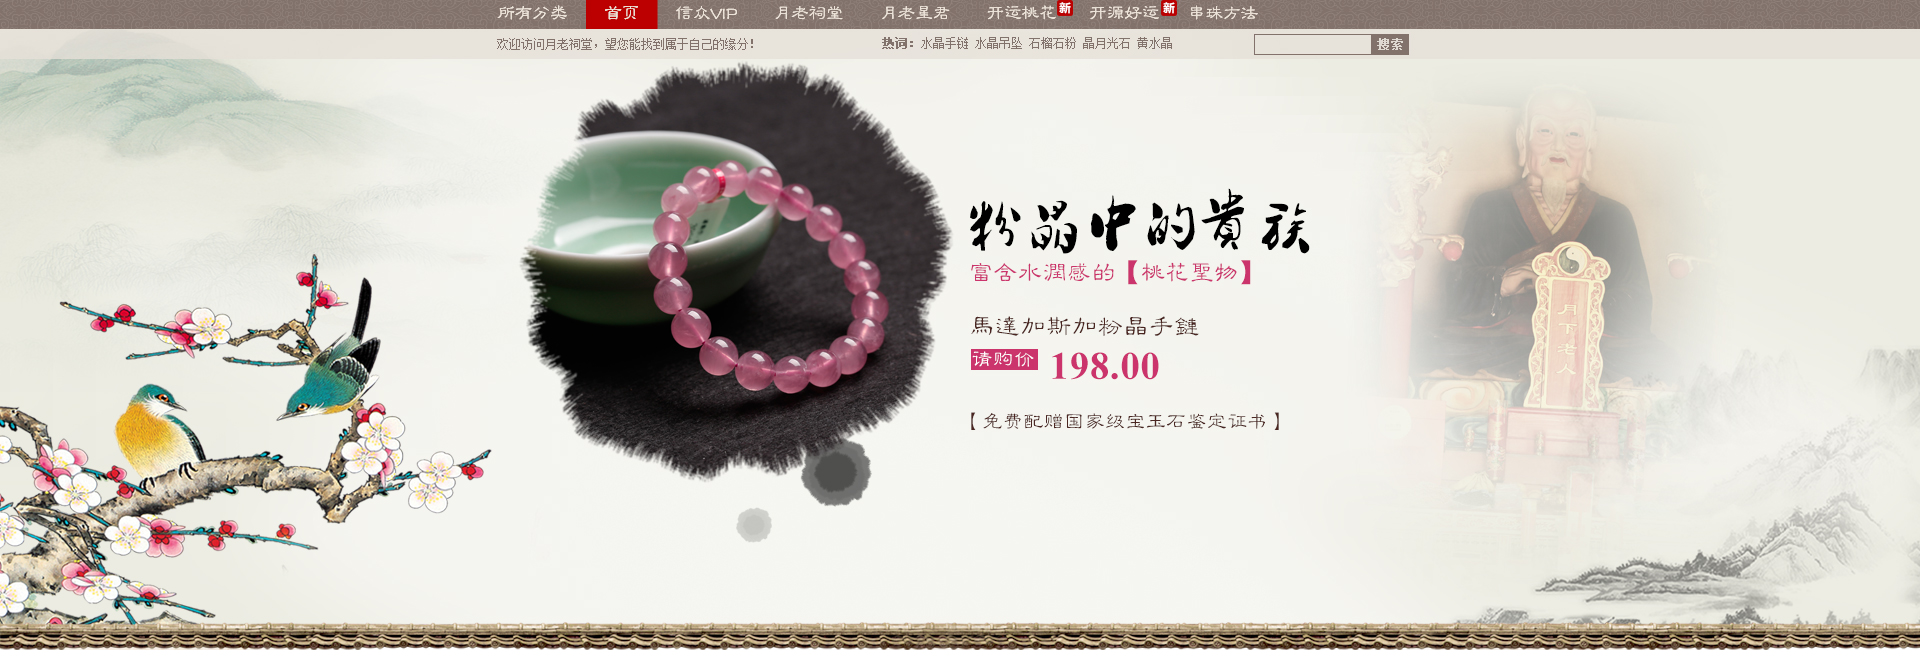 所有分类 首页 信众VIP 月老祠堂 月老星君 开运桃花 新 开源好运 新 串珠方法
欢迎访问月老祠堂，望您能找到属于自己的缘分！ 热词：水晶手链 水晶吊坠 石榴石粉 晶月光石 黄水晶 搜索
粉晶中的貴族
富含水潤感的【桃花聖物】
馬達加斯加粉晶手鏈
请购价 198.00
【免费配赠国家级宝玉石鉴定证书】
月下老人